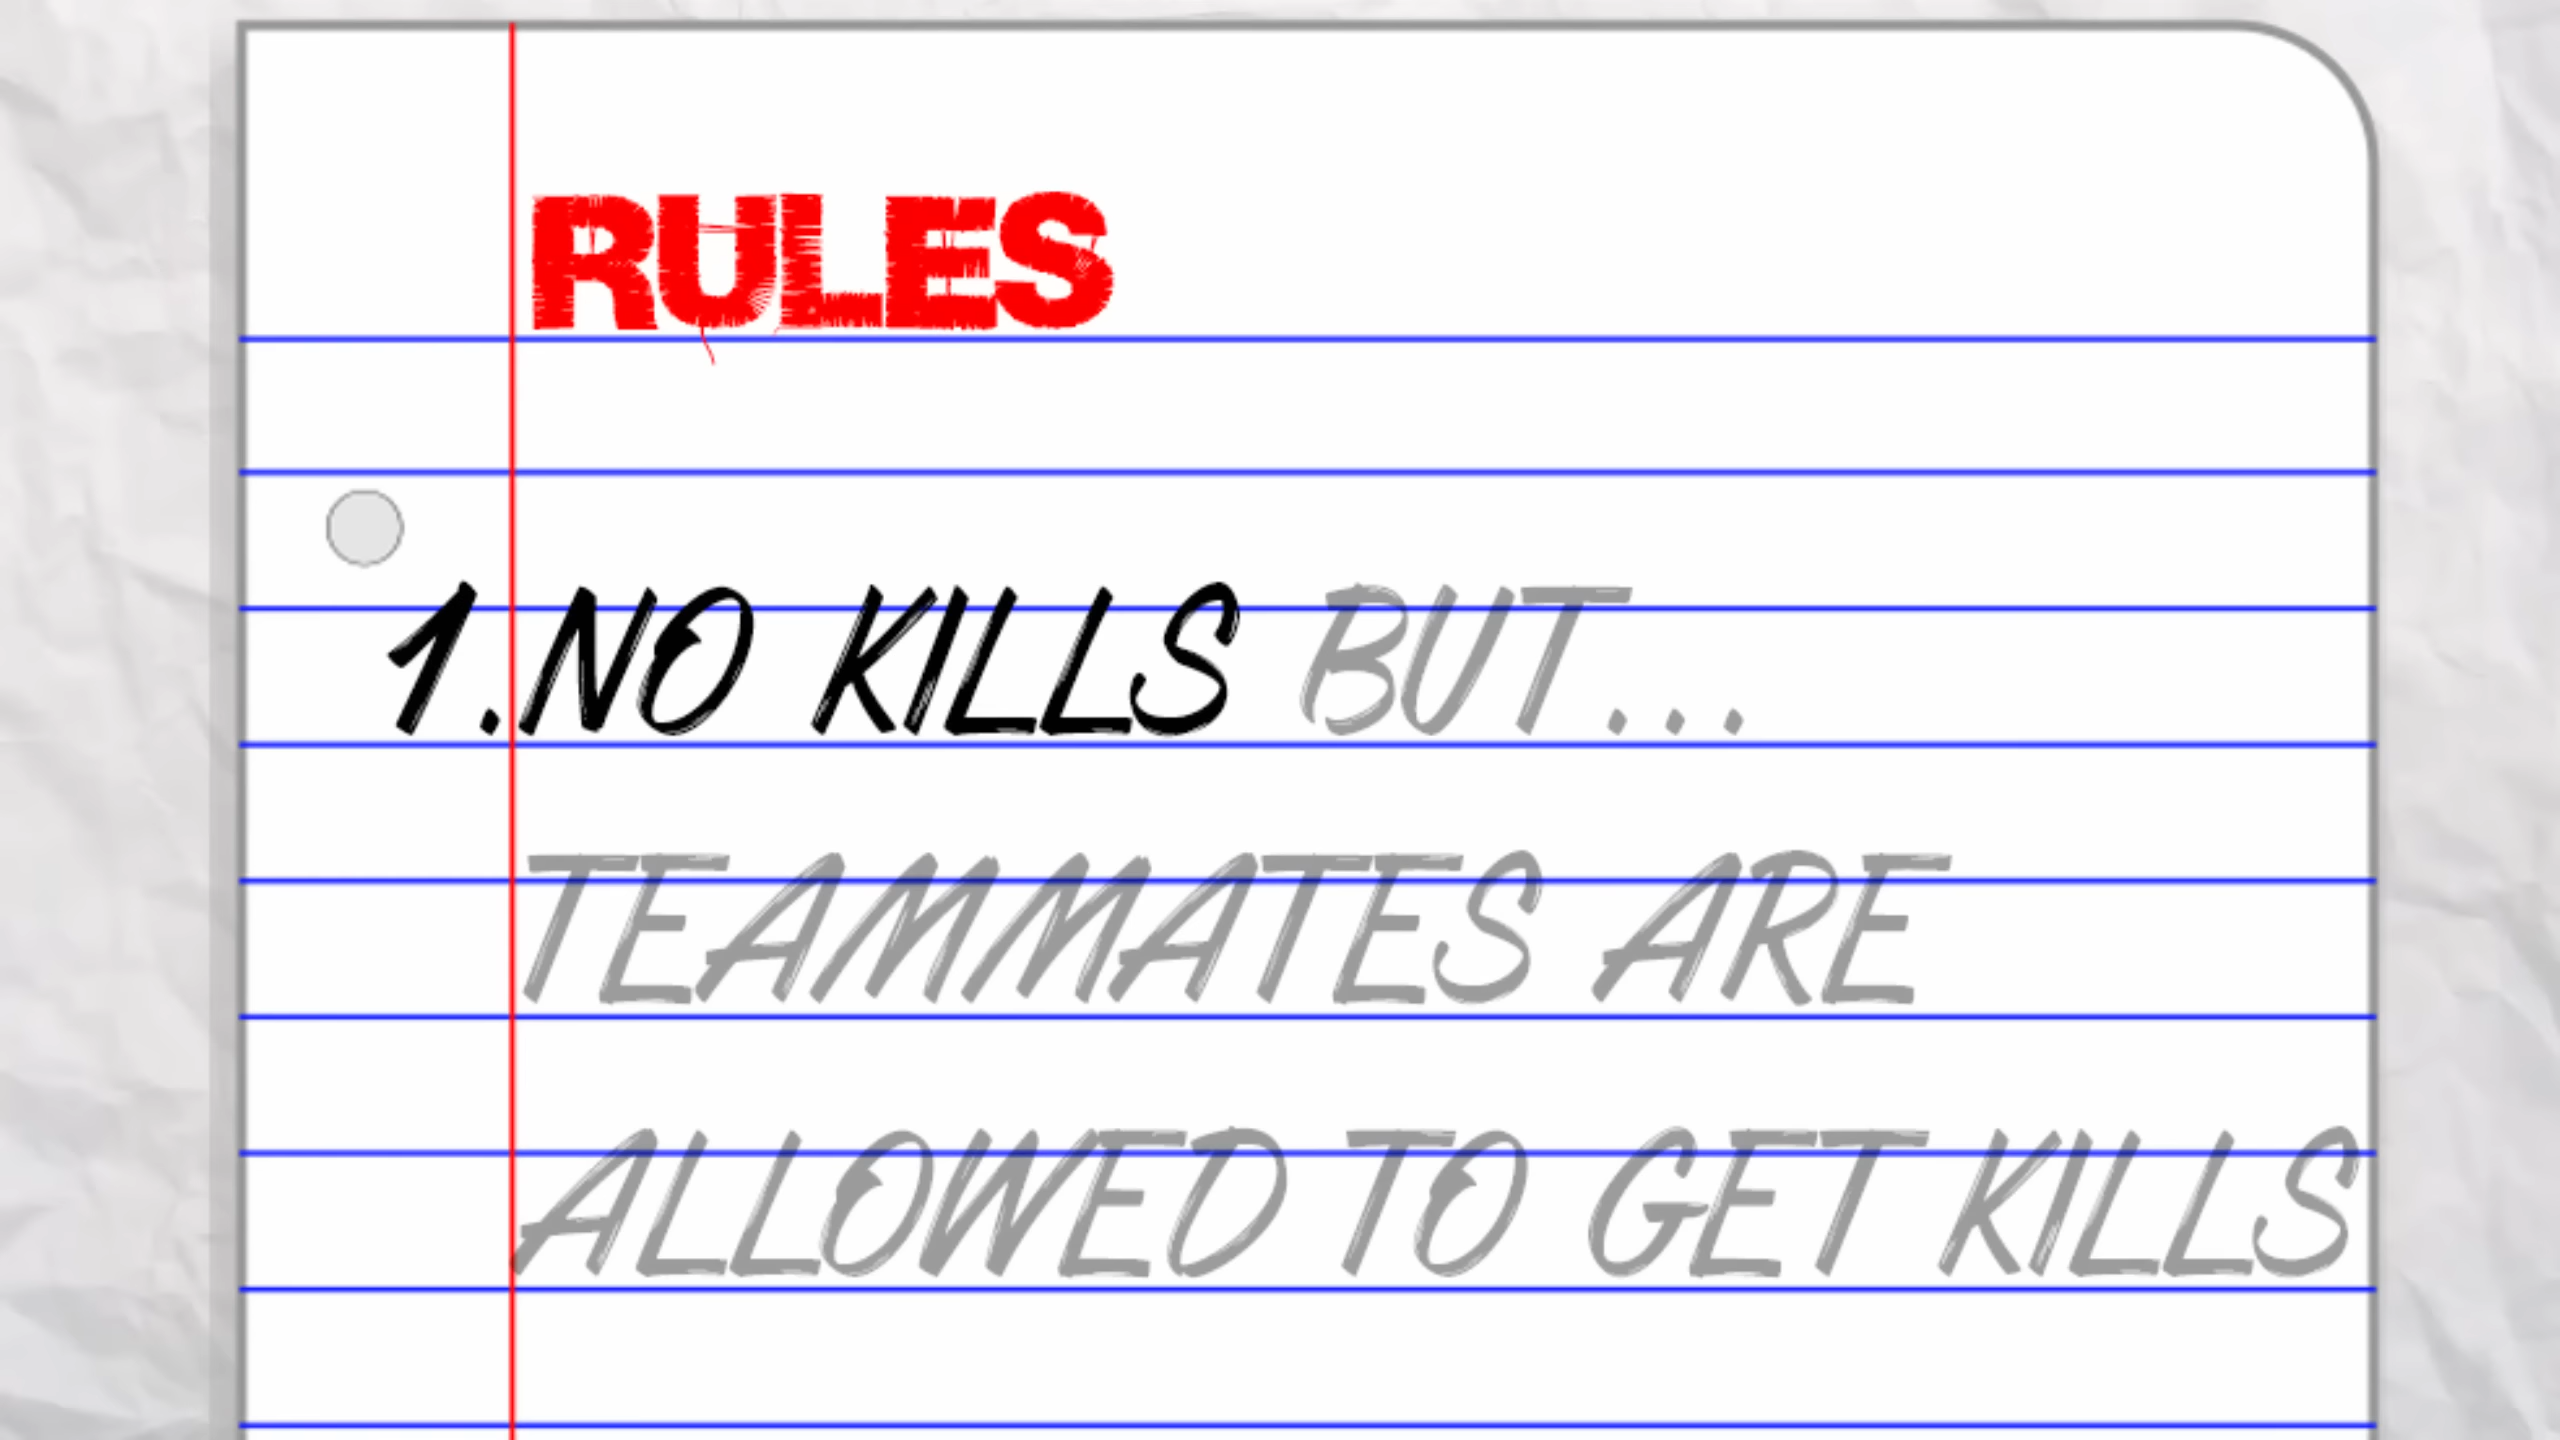 RULES
1.NO KILLS BUT...
TEAMMATES ARE
ALLOWED TO GET KILLS